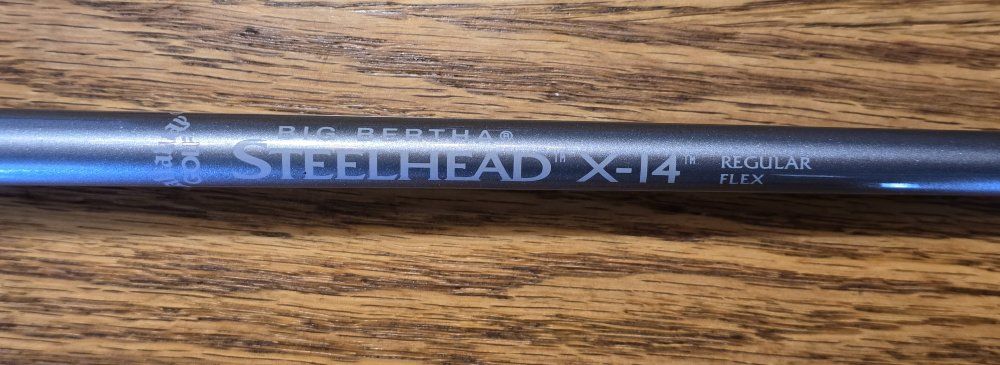 BIG BERTHA®
STEELHEAD™ X-14™
REGULAR
FLEX